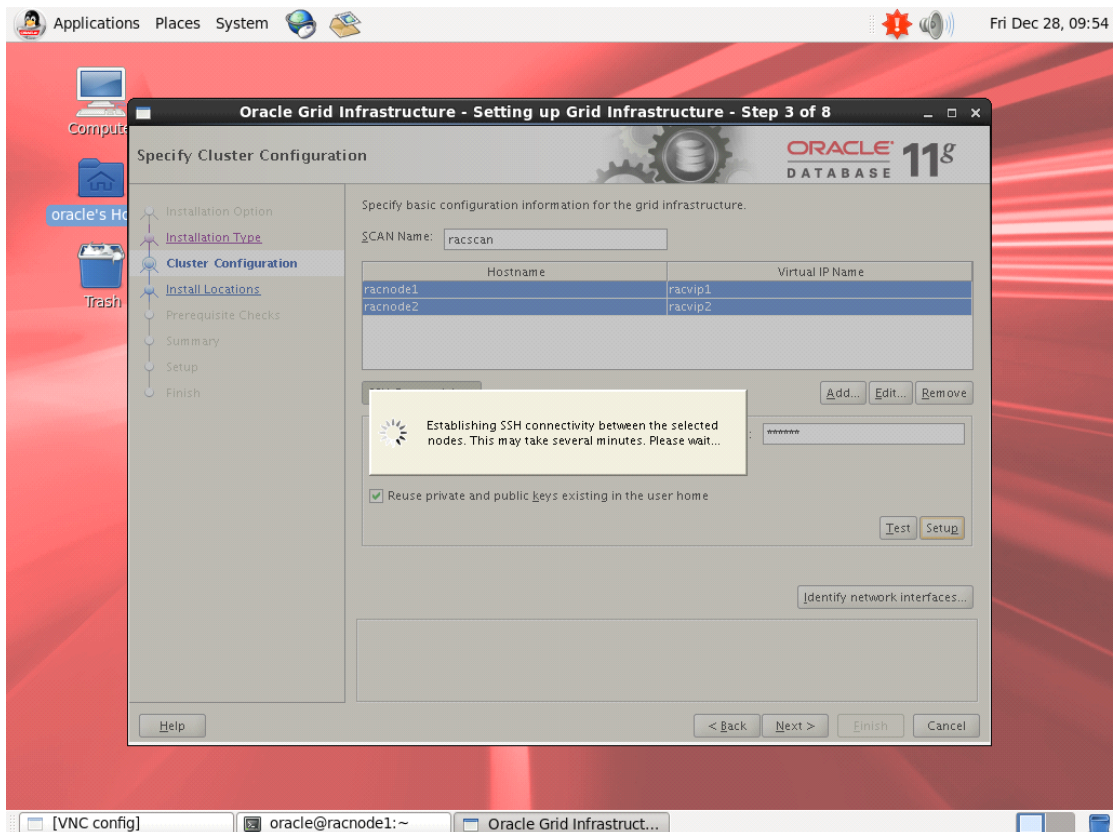 Applications Places System
Fri Dec 28, 09:54
Oracle Grid Infrastructure - Setting up Grid Infrastructure - Step 3 of 8
Specify Cluster Configuration
ORACLE
DATABASE 11g
Installation Option
Installation Type
Cluster Configuration
Install Locations
Prerequisite Checks
Summary
Setup
Finish
Specify basic configuration information for the grid infrastructure.
SCAN Name: racscan
Hostname Virtual IP Name
racnode1 racvip1
racnode2 racvip2
Add... Edit... Remove
Establishing SSH connectivity between the selected
nodes. This may take several minutes. Please wait...
: ******
Reuse private and public keys existing in the user home
Test Setup
Identify network interfaces...
Help
< Back Next > Finish Cancel
Compute
oracle's Ho
Trash
[VNC config] oracle@racnode1:~ Oracle Grid Infrastruct...